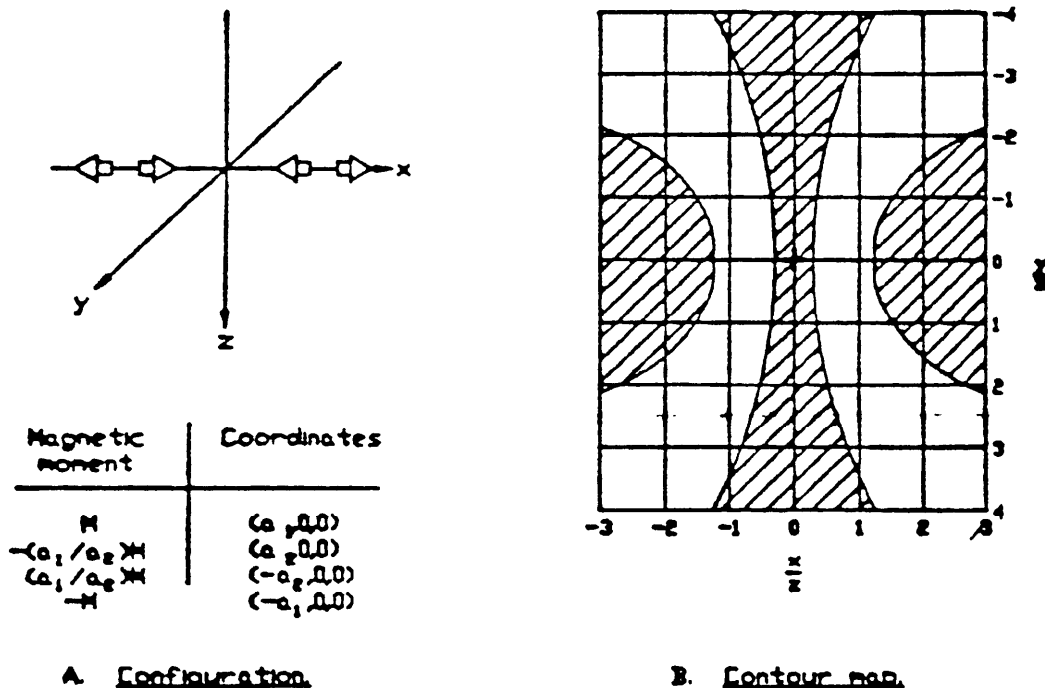 x
y
z
Magnetic moment
Coordinates
M
(a₁,0,0)
-(a₁/a₂)M
(a₂,0,0)
(a₁/a₂)M
(-a₂,0,0)
-M
(-a₁,0,0)
A. Configuration.
-4
-3
-2
-1
0
1
2
3
4
-3 -2 -1 0 1 2 3
x
z
B. Contour map.